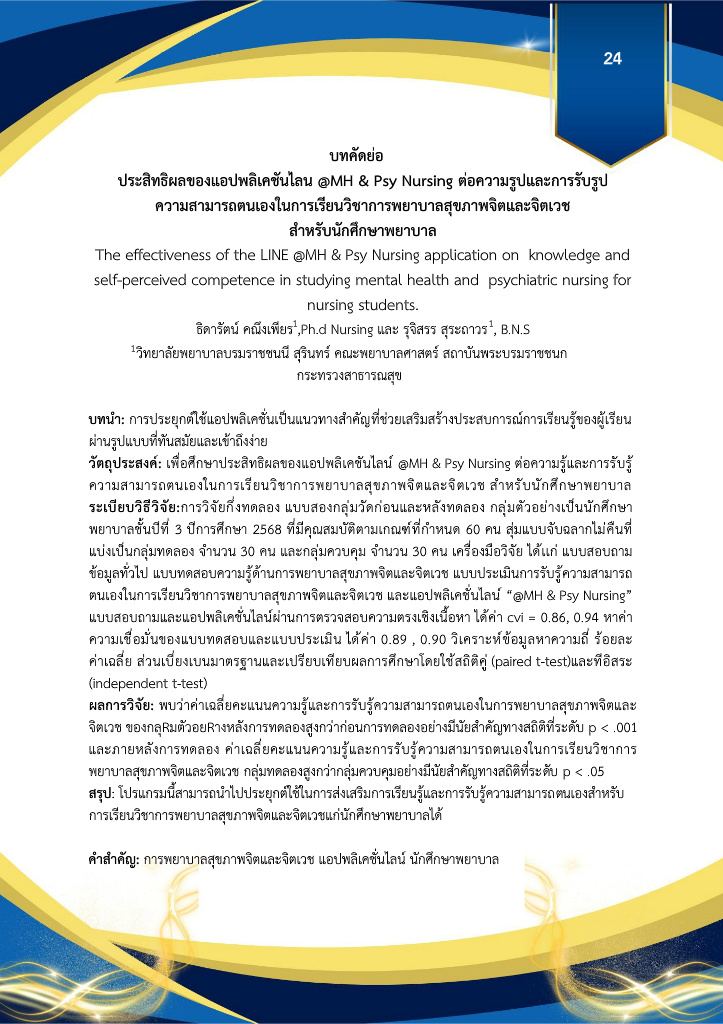 24
บทคัดย่อ
ประสิทธิผลของแอปพลิเคชันไลน @MH & Psy Nursing ต่อความรูปและการรับรูป
ความสามารถตนเองในการเรียนวิชาการพยาบาลสุขภาพจิตและจิตเวช
สำหรับนักศึกษาพยาบาล
The effectiveness of the LINE @MH & Psy Nursing application on knowledge and
self-perceived competence in studying mental health and psychiatric nursing for
nursing students.
ธิดารัตน์ คณึงเพียร1,Ph.d Nursing และ รุจิสรร สุระถาวร1, B.N.S
1วิทยาลัยพยาบาลบรมราชชนนี สุรินทร์ คณะพยาบาลศาสตร์ สถาบันพระบรมราชชนก
กระทรวงสาธารณสุข
บทนำ: การประยุกต์ใช้แอปพลิเคชั่นเป็นแนวทางสำคัญที่ช่วยเสริมสร้างประสบการณ์การเรียนรู้ของผู้เรียน
ผ่านรูปแบบที่ทันสมัยและเข้าถึงง่าย
วัตถุประสงค์: เพื่อศึกษาประสิทธิผลของแอปพลิเคชันไลน์ @MH & Psy Nursing ต่อความรู้และการรับรู้
ความสามารถตนเองในการเรียนวิชาการพยาบาลสุขภาพจิตและจิตเวช สำหรับนักศึกษาพยาบาล
ระเบียบวิธีวิจัย:การวิจัยกึ่งทดลอง แบบสองกลุ่มวัดก่อนและหลังทดลอง กลุ่มตัวอย่างเป็นนักศึกษา
พยาบาลชั้นปีที่ 3 ปีการศึกษา 2568 ที่มีคุณสมบัติตามเกณฑ์ที่กำหนด 60 คน สุ่มแบบจับฉลากไม่คืนที่
แบ่งเป็นกลุ่มทดลอง จำนวน 30 คน และกลุ่มควบคุม จำนวน 30 คน เครื่องมือวิจัย ได้แก่ แบบสอบถาม
ข้อมูลทั่วไป แบบทดสอบความรู้ด้านการพยาบาลสุขภาพจิตและจิตเวช แบบประเมินการรับรู้ความสามารถ
ตนเองในการเรียนวิชาการพยาบาลสุขภาพจิตและจิตเวช และแอปพลิเคชั่นไลน์ “@MH & Psy Nursing”
แบบสอบถามและแอปพลิเคชั่นไลน์ผ่านการตรวจสอบความตรงเชิงเนื้อหา ได้ค่า cvi = 0.86, 0.94 หาค่า
ความเชื่อมั่นของแบบทดสอบและแบบประเมิน ได้ค่า 0.89 , 0.90 วิเคราะห์ข้อมูลหาความถี่ ร้อยละ
ค่าเฉลี่ย ส่วนเบี่ยงเบนมาตรฐานและเปรียบเทียบผลการศึกษาโดยใช้สถิติคู่ (paired t-test)และทีอิสระ
(independent t-test)
ผลการวิจัย: พบว่าค่าเฉลี่ยคะแนนความรู้และการรับรู้ความสามารถตนเองในการพยาบาลสุขภาพจิตและ
จิตเวช ของกลุRมตัวอยRางหลังการทดลองสูงกว่าก่อนการทดลองอย่างมีนัยสำคัญทางสถิติที่ระดับ p < .001
และภายหลังการทดลอง ค่าเฉลี่ยคะแนนความรู้และการรับรู้ความสามารถตนเองในการเรียนวิชาการ
พยาบาลสุขภาพจิตและจิตเวช กลุ่มทดลองสูงกว่ากลุ่มควบคุมอย่างมีนัยสำคัญทางสถิติที่ระดับ p < .05
สรุป: โปรแกรมนี้สามารถนำไปประยุกต์ใช้ในการส่งเสริมการเรียนรู้และการรับรู้ความสามารถตนเองสำหรับ
การเรียนวิชาการพยาบาลสุขภาพจิตและจิตเวชแก่นักศึกษาพยาบาลได้
คำสำคัญ: การพยาบาลสุขภาพจิตและจิตเวช แอปพลิเคชั่นไลน์ นักศึกษาพยาบาล